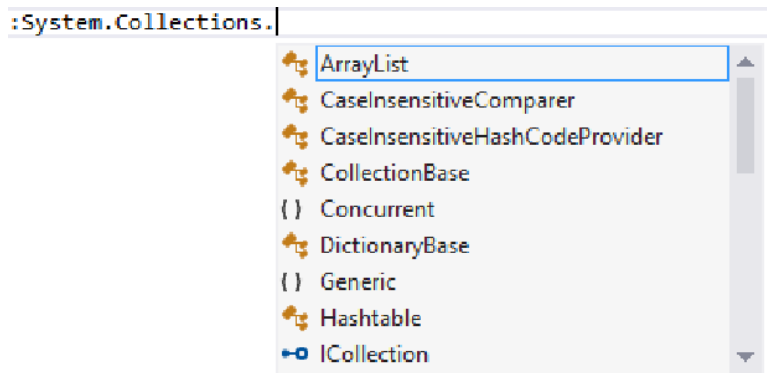 :System.Collections.
ArrayList
CaseInsensitiveComparer
CaseInsensitiveHashCodeProvider
CollectionBase
{ } Concurrent
DictionaryBase
{ } Generic
Hashtable
ICollection